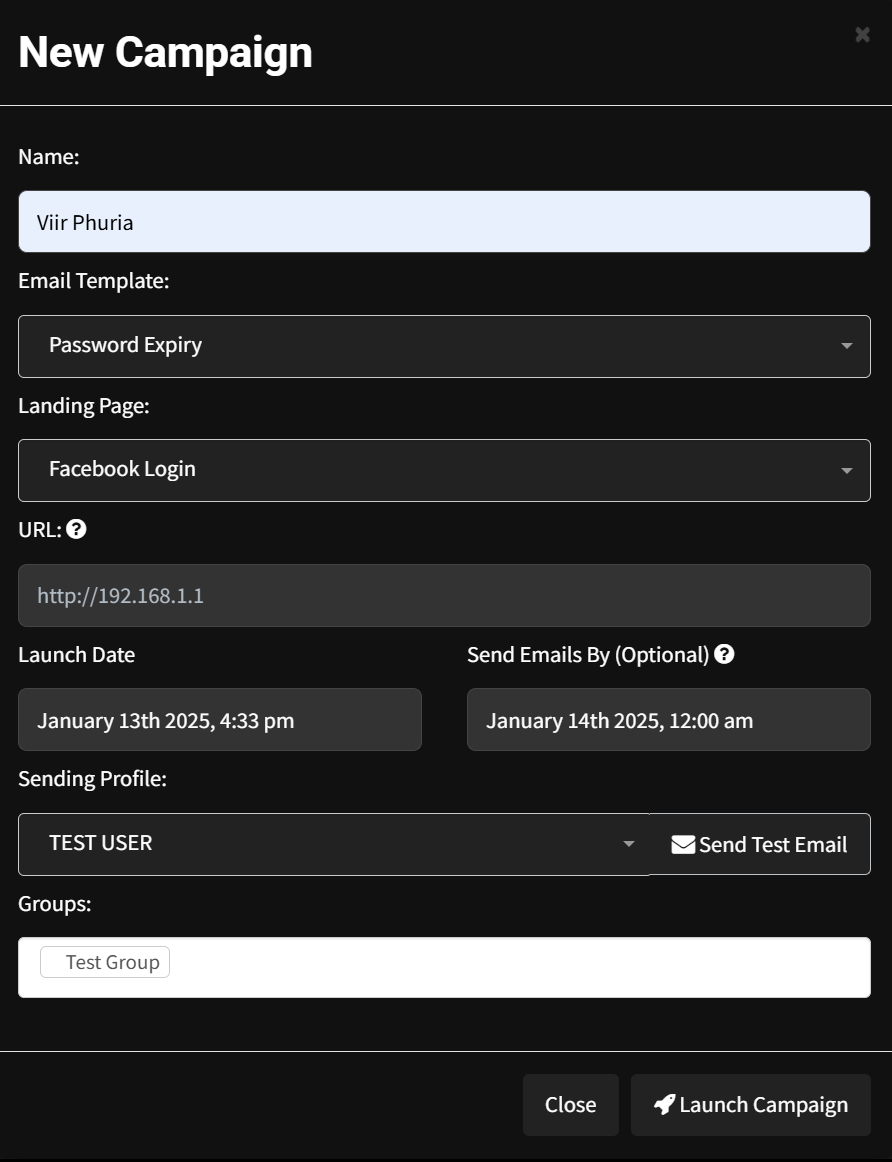 New Campaign
Name:
Viir Phuria
Email Template:
Password Expiry
Landing Page:
Facebook Login
URL:
http://192.168.1.1
Launch Date
Send Emails By (Optional)
January 13th 2025, 4:33 pm
January 14th 2025, 12:00 am
Sending Profile:
TEST USER
Send Test Email
Groups:
Test Group
Close
Launch Campaign